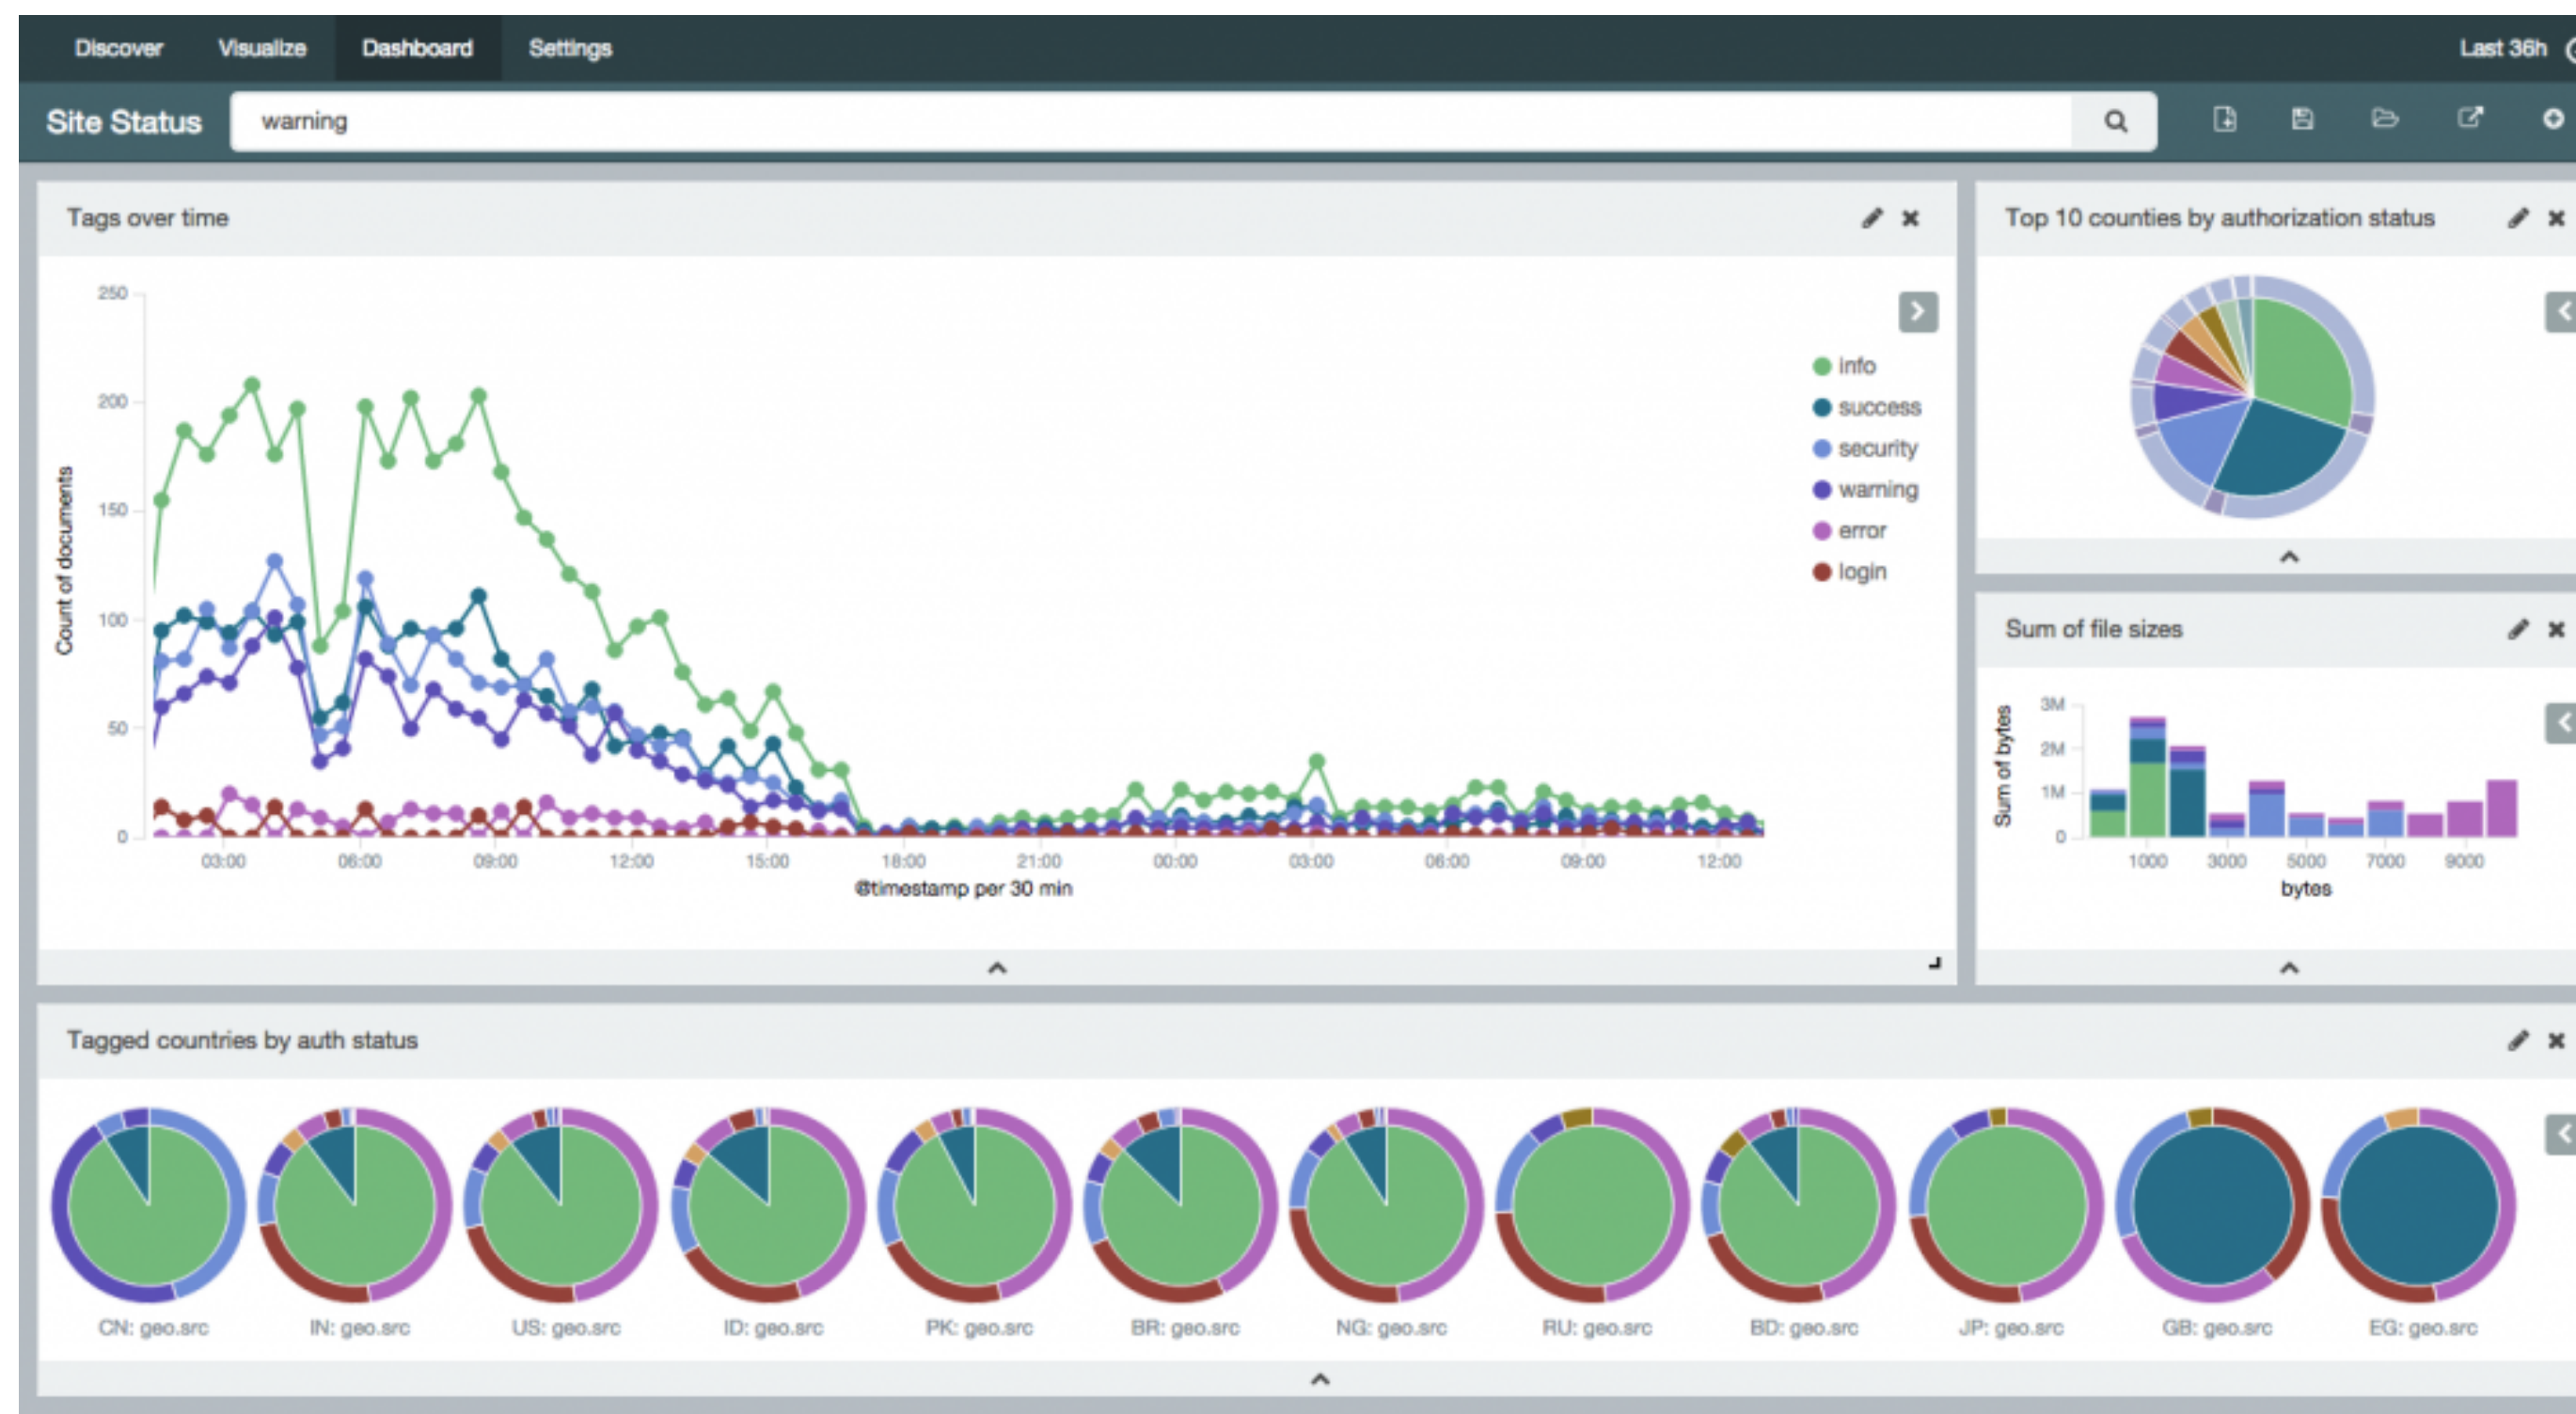 Discover Visualize Dashboard Settings Last 36h
Site Status warning
Tags over time
250
200
150
100
50
0
Count of documents
03:00 06:00 09:00 12:00 15:00 18:00 21:00 00:00 03:00 06:00 09:00 12:00
@timestamp per 30 min
info
success
security
warning
error
login
Top 10 counties by authorization status
Sum of file sizes
Sum of bytes
3M
2M
1M
0
1000 3000 5000 7000 9000
bytes
Tagged countries by auth status
CN: geo.src IN: geo.src US: geo.src ID: geo.src PK: geo.src BR: geo.src NG: geo.src RU: geo.src BD: geo.src JP: geo.src GB: geo.src EG: geo.src